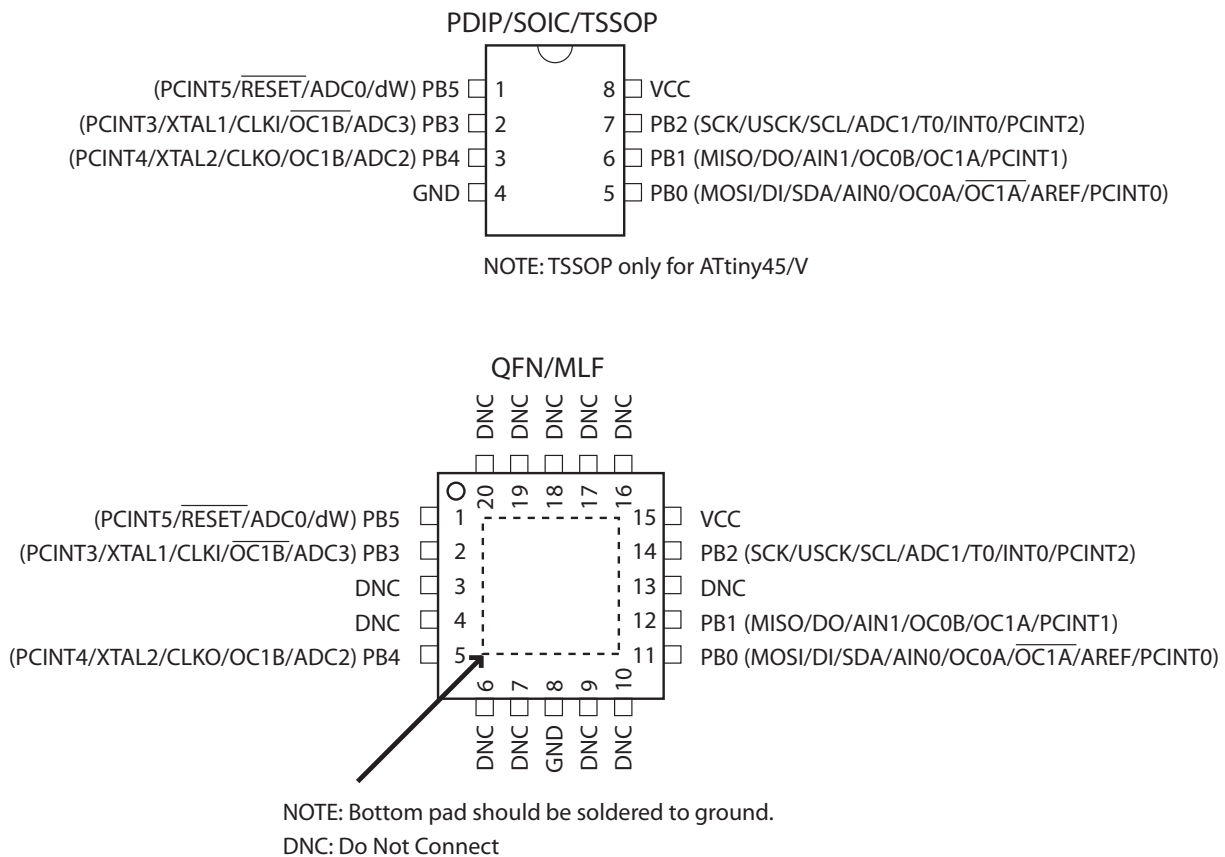 PDIP/SOIC/TSSOP
(PCINT5/RESET/ADC0/dW) PB5 1 8 VCC
(PCINT3/XTAL1/CLKI/OC1B/ADC3) PB3 2 7 PB2 (SCK/USCK/SCL/ADC1/T0/INT0/PCINT2)
(PCINT4/XTAL2/CLKO/OC1B/ADC2) PB4 3 6 PB1 (MISO/DO/AIN1/OC0B/OC1A/PCINT1)
GND 4 5 PB0 (MOSI/DI/SDA/AIN0/OC0A/OC1A/AREF/PCINT0)
NOTE: TSSOP only for ATtiny45/V
QFN/MLF
DNC DNC DNC DNC DNC
20 19 18 17 16
(PCINT5/RESET/ADC0/dW) PB5 1 15 VCC
(PCINT3/XTAL1/CLKI/OC1B/ADC3) PB3 2 14 PB2 (SCK/USCK/SCL/ADC1/T0/INT0/PCINT2)
DNC 3 13 DNC
DNC 4 12 PB1 (MISO/DO/AIN1/OC0B/OC1A/PCINT1)
(PCINT4/XTAL2/CLKO/OC1B/ADC2) PB4 5 11 PB0 (MOSI/DI/SDA/AIN0/OC0A/OC1A/AREF/PCINT0)
6 7 8 9 10
DNC DNC GND DNC DNC
NOTE: Bottom pad should be soldered to ground.
DNC: Do Not Connect